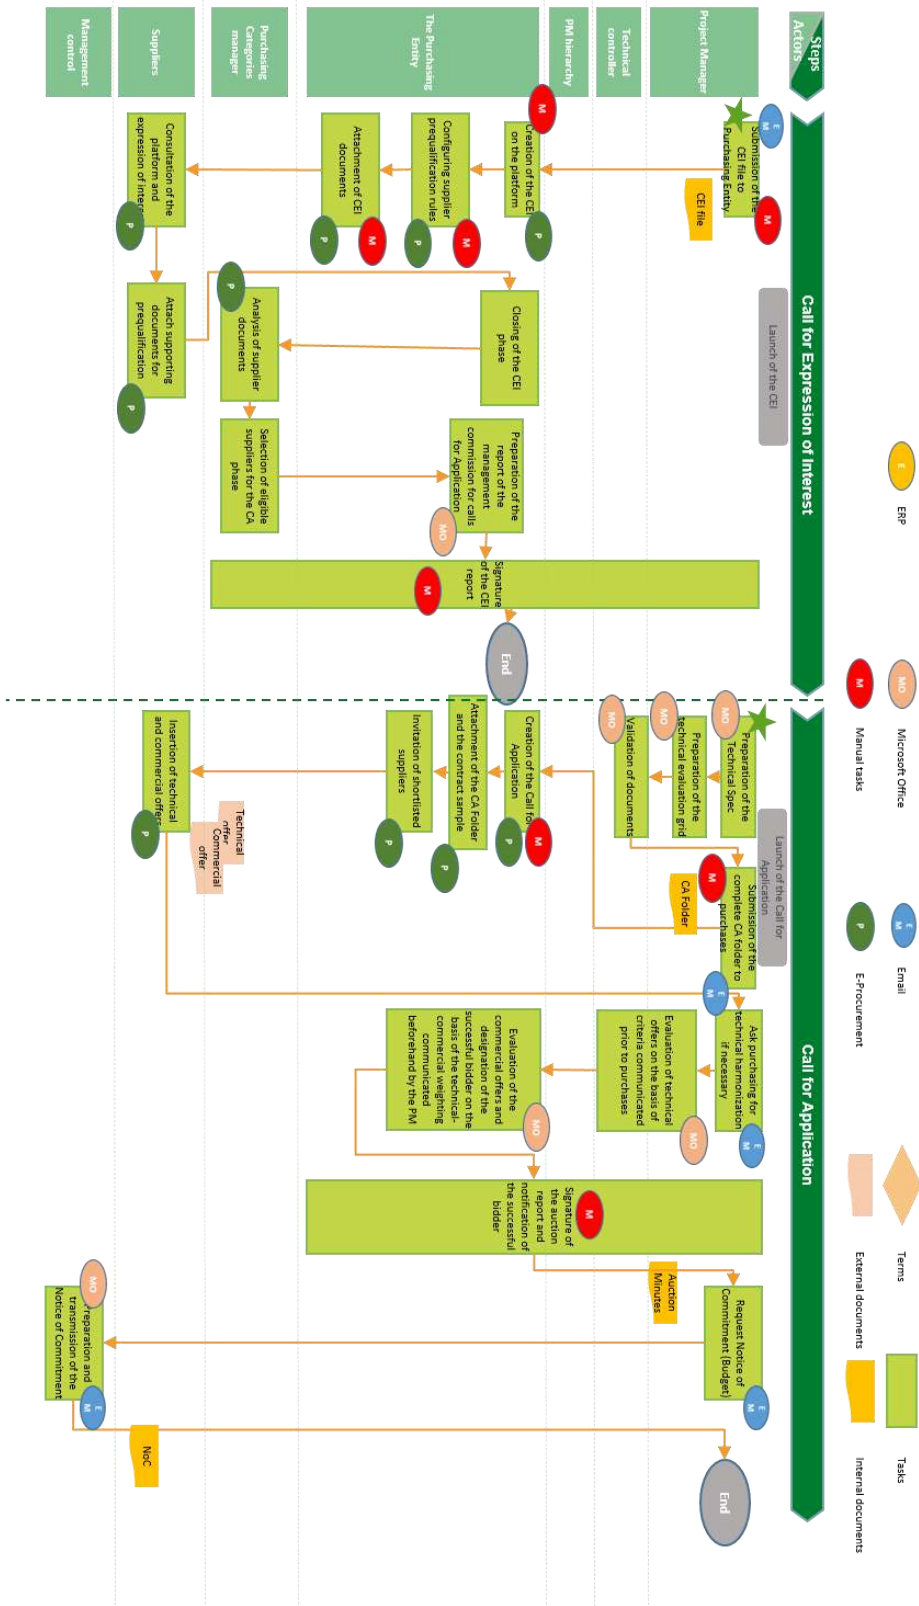 ERP
E
Microsoft Office
MO
Manual tasks
M
Email
E
M
E-Procurement
P
Terms
External documents
Tasks
Internal documents
Steps
Actors
Call for Expression of Interest
Call for Application
Project Manager
Technical
controller
PM hierarchy
The Purchasing
Entity
Purchasing
Categories
manager
Suppliers
Management
control
Launch of the CEI
E
M
Submission of the
CEI file to
Purchasing Entity
M
CEI file
M
Creation of the CEI
on the platform
P
Configuring supplier
prequalification rules
M
P
Attachment of CEI
documents
M
P
Consultation of the
platform and
expression of inter
P
Attach supporting
documents for
prequalification
P
Closing of the CEI
phase
P
Analysis of supplier
documents
Selection of eligible
suppliers for the CA
phase
Preparation of the
report of the
management
commission for calls
for Application
MO
Signature
of the CEI
report
M
End
Launch of the Call for
Application
Preparation of the
Technical Spec
MO
Preparation of the
technical evaluation grid
MO
Validation of documents
MO
Submission of the
complete CA folder to
purchases
M
CA Folder
Creation of the Call fo
Application
M
P
Attachment of the CA Folder
and the contract sample
P
Invitation of shortlisted
suppliers
P
Insertion of technical
and commercial offers
P
Technical
offer
Commercial
offer
E
M
Ask purchasing for
technical harmonization
if necessary
E
M
Evaluation of technical
offers on the basis of
criteria communicated
prior to purchases
MO
Evaluation of the
commercial offers and
designation of the
successful bidder on the
basis of the technical-
commercial weighting
communicated
beforehand by the PM
MO
Signature of
the auction
report and
notification of
the successful
bidder
M
Auction
Minutes
Request Notice of
Commitment (Budget)
E
M
MO
reparation and
transmission of the
Notice of Commitment
E
M
NoC
End